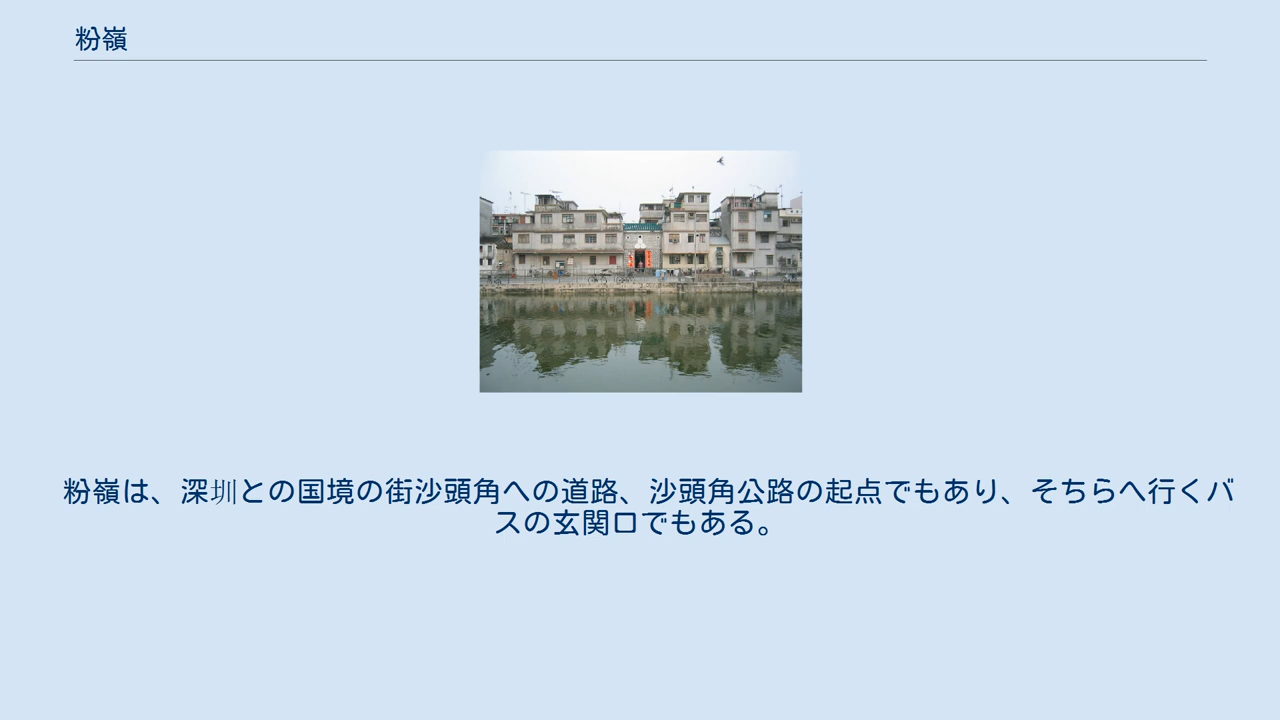 粉嶺
粉嶺は、深圳との国境の街沙頭角への道路、沙頭角公路の起点でもあり、そちらへ行くバ
スの玄関口でもある。